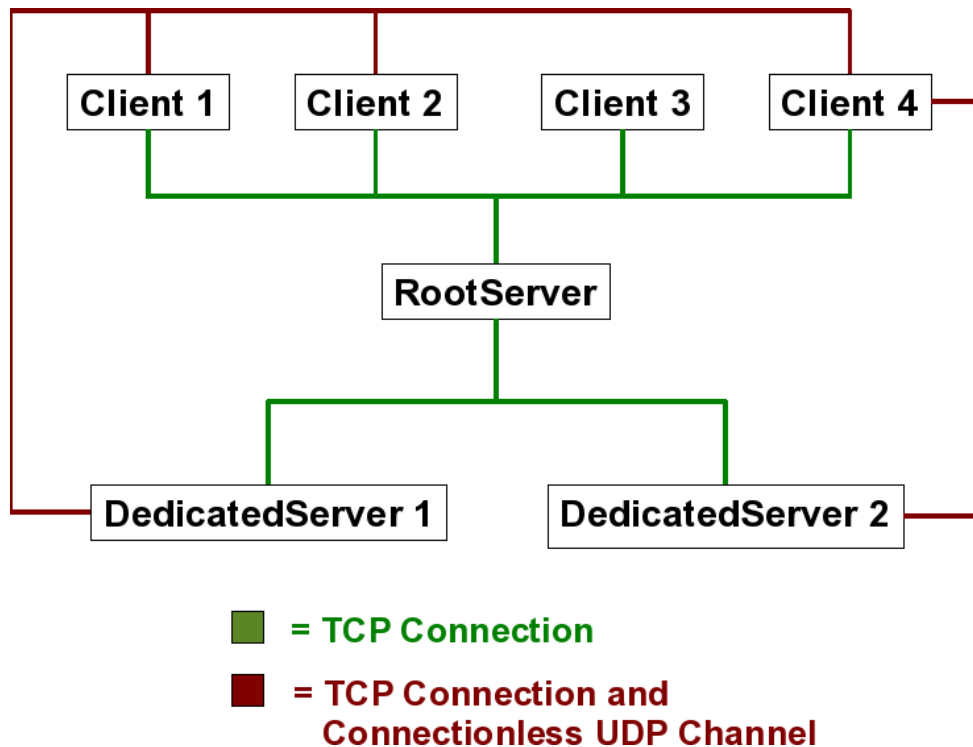 Client 1
Client 2
Client 3
Client 4
RootServer
DedicatedServer 1
DedicatedServer 2
= TCP Connection
= TCP Connection and
Connectionless UDP Channel